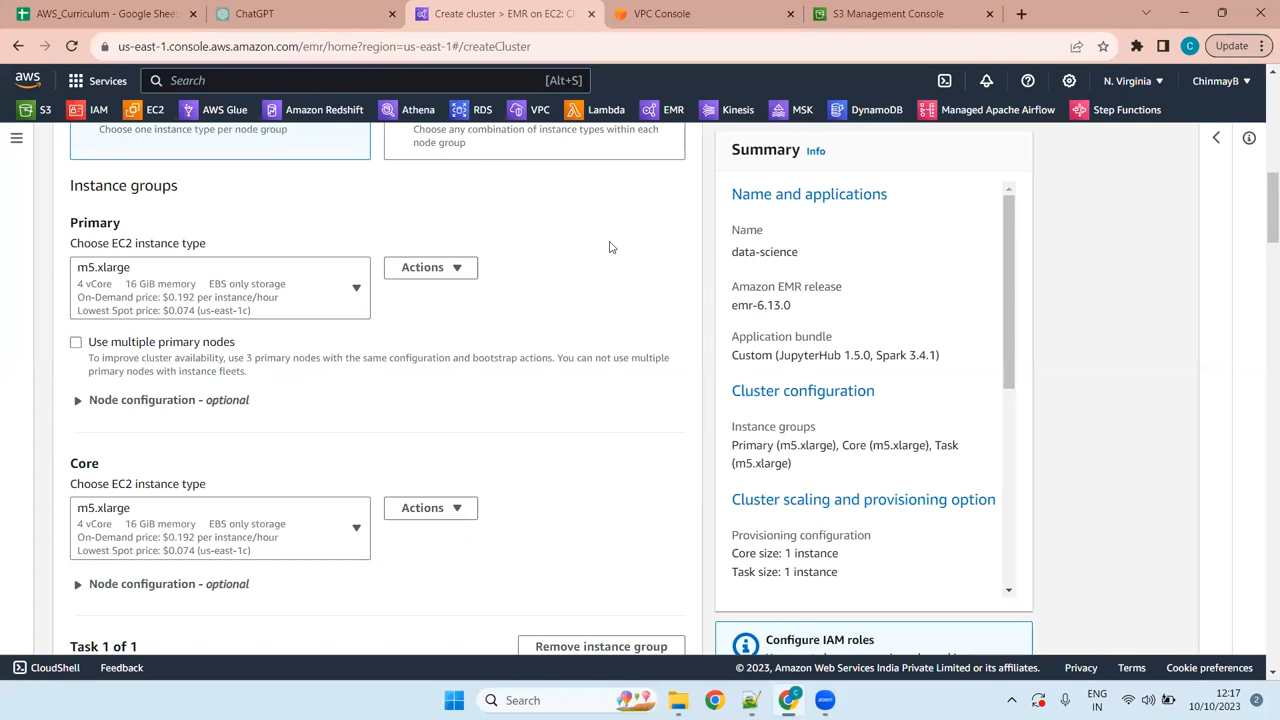 AWS_Curriculum - Google Sheet
ChatGPT
Create cluster > EMR on EC2: Cl
VPC Console
S3 Management Console
us-east-1.console.aws.amazon.com/emr/home?region=us-east-1#/createCluster
C
Update
aws
Services
Search
[Alt+S]
N. Virginia
ChinmayB
S3
IAM
EC2
AWS Glue
Amazon Redshift
Athena
RDS
VPC
Lambda
EMR
Kinesis
MSK
DynamoDB
Managed Apache Airflow
Step Functions
Choose one instance type per node group
Choose any combination of instance types within each
node group
Instance groups
Primary
Choose EC2 instance type
m5.xlarge
4 vCore 16 GiB memory EBS only storage
On-Demand price: $0.192 per instance/hour
Lowest Spot price: $0.074 (us-east-1c)
Actions
Use multiple primary nodes
To improve cluster availability, use 3 primary nodes with the same configuration and bootstrap actions. You can not use multiple
primary nodes with instance fleets.
Node configuration - optional
Core
Choose EC2 instance type
m5.xlarge
4 vCore 16 GiB memory EBS only storage
On-Demand price: $0.192 per instance/hour
Lowest Spot price: $0.074 (us-east-1c)
Actions
Node configuration - optional
Task 1 of 1
Remove instance group
Summary Info
Name and applications
Name
data-science
Amazon EMR release
emr-6.13.0
Application bundle
Custom (JupyterHub 1.5.0, Spark 3.4.1)
Cluster configuration
Instance groups
Primary (m5.xlarge), Core (m5.xlarge), Task
(m5.xlarge)
Cluster scaling and provisioning option
Provisioning configuration
Core size: 1 instance
Task size: 1 instance
Configure IAM roles
CloudShell
Feedback
© 2023, Amazon Web Services India Private Limited or its affiliates.
Privacy
Terms
Cookie preferences
Search
ENG
IN
12:17
10/10/2023
2